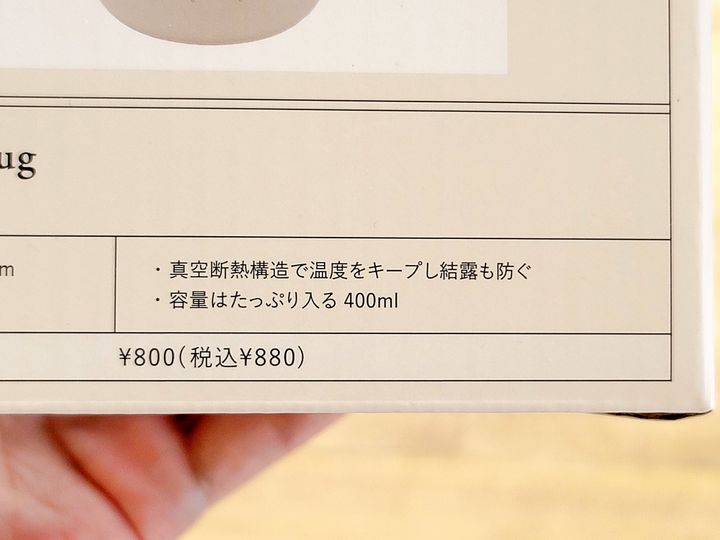 ug
m
・真空断熱構造で温度をキープし結露も防ぐ
・容量はたっぷり入る 400ml
¥800(税込¥880)